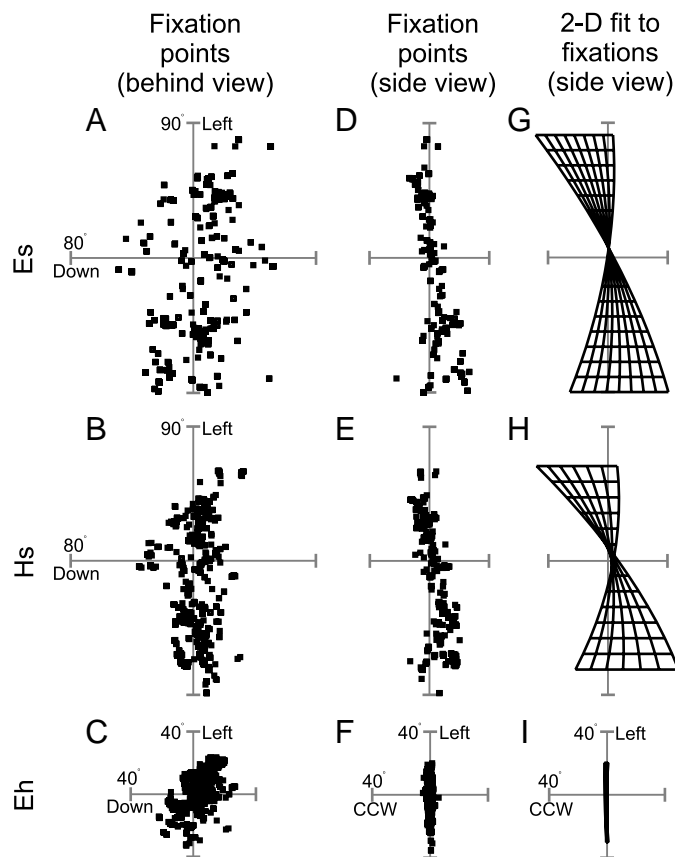 Fixation
points
(behind view)
Fixation
points
(side view)
2-D fit to
fixations
(side view)
A
90° Left
D
G
Es
80°
Down
B
90° Left
E
H
Hs
80°
Down
C
40° Left
F
40° Left
I
40° Left
Eh
40°
Down
40°
CCW
40°
CCW